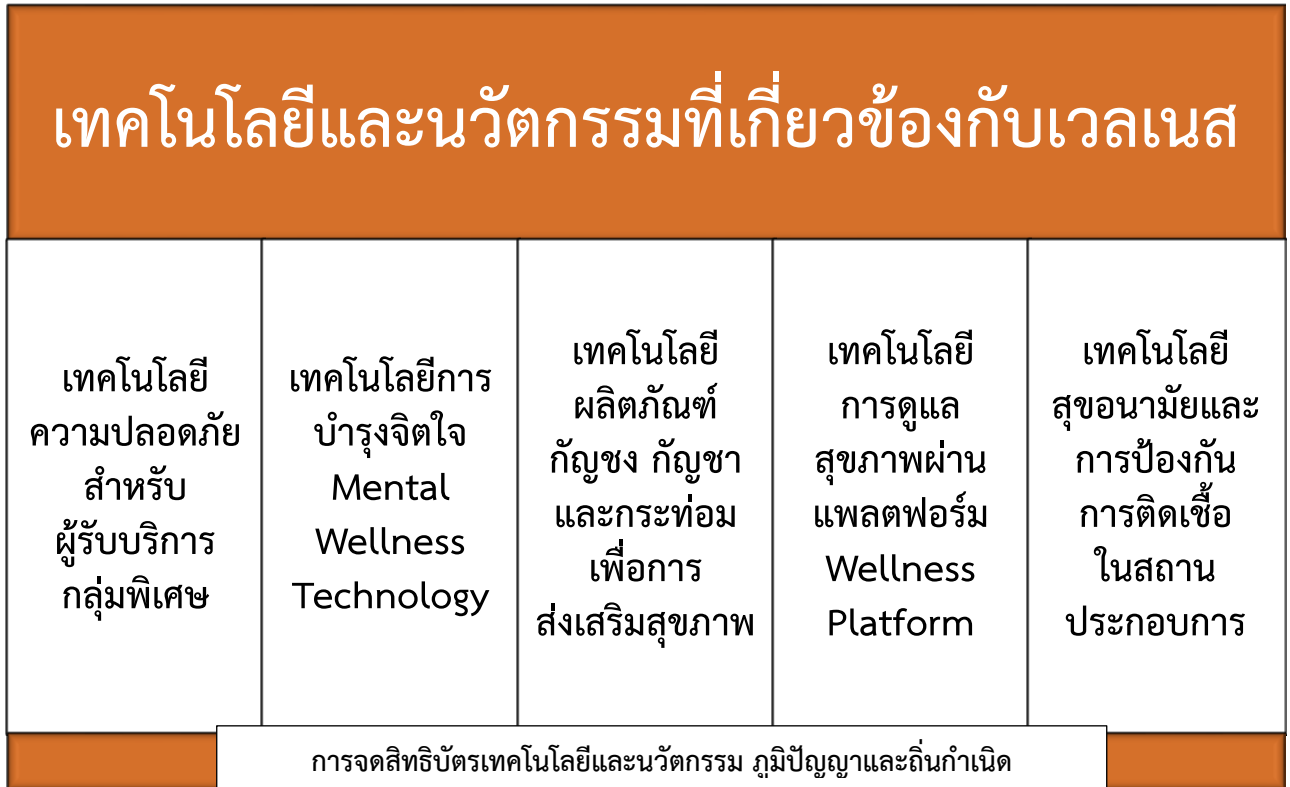 เทคโนโลยีและนวัตกรรมที่เกี่ยวข้องกับเวลเนส
เทคโนโลยี
ความปลอดภัย
สำหรับ
ผู้รับบริการ
กลุ่มพิเศษ
เทคโนโลยีการ
บำรุงจิตใจ
Mental
Wellness
Technology
เทคโนโลยี
ผลิตภัณฑ์
กัญชง กัญชา
และกระท่อม
เพื่อการ
ส่งเสริมสุขภาพ
เทคโนโลยี
การดูแล
สุขภาพผ่าน
แพลตฟอร์ม
Wellness
Platform
เทคโนโลยี
สุขอนามัยและ
การป้องกัน
การติดเชื้อ
ในสถาน
ประกอบการ
การจดสิทธิบัตรเทคโนโลยีและนวัตกรรม ภูมิปัญญาและถิ่นกำเนิด